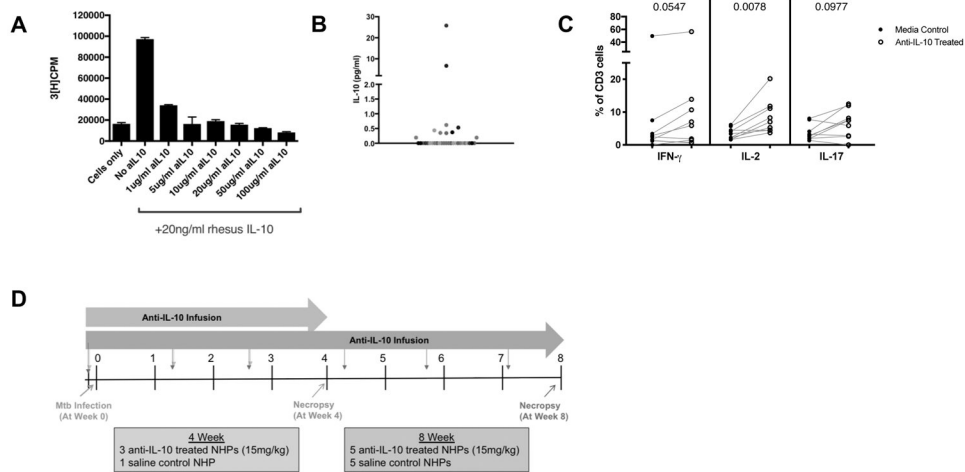 A
3[H]CPM
120000
100000
80000
60000
40000
20000
0
Cells only
No aIL10
1ug/ml aIL10
5ug/ml aIL10
10ug/ml aIL10
20ug/ml aIL10
50ug/ml aIL10
100ug/ml aIL10
+20ng/ml rhesus IL-10
B
IL-10 (pg/ml)
30
20
10
2.0
1.5
1.0
0.5
0.0
C
0.0547 0.0078 0.0977
% of CD3 cells
80
60
40
20
10
0
IFN-γ IL-2 IL-17
Media Control
Anti-IL-10 Treated
D
Anti-IL-10 Infusion
Anti-IL-10 Infusion
0 1 2 3 4 5 6 7 8
Mtb Infection
(At Week 0)
Necropsy
(At Week 4)
Necropsy
(At Week 8)
4 Week
3 anti-IL-10 treated NHPs (15mg/kg)
1 saline control NHP
8 Week
5 anti-IL-10 treated NHPs (15mg/kg)
5 saline control NHPs